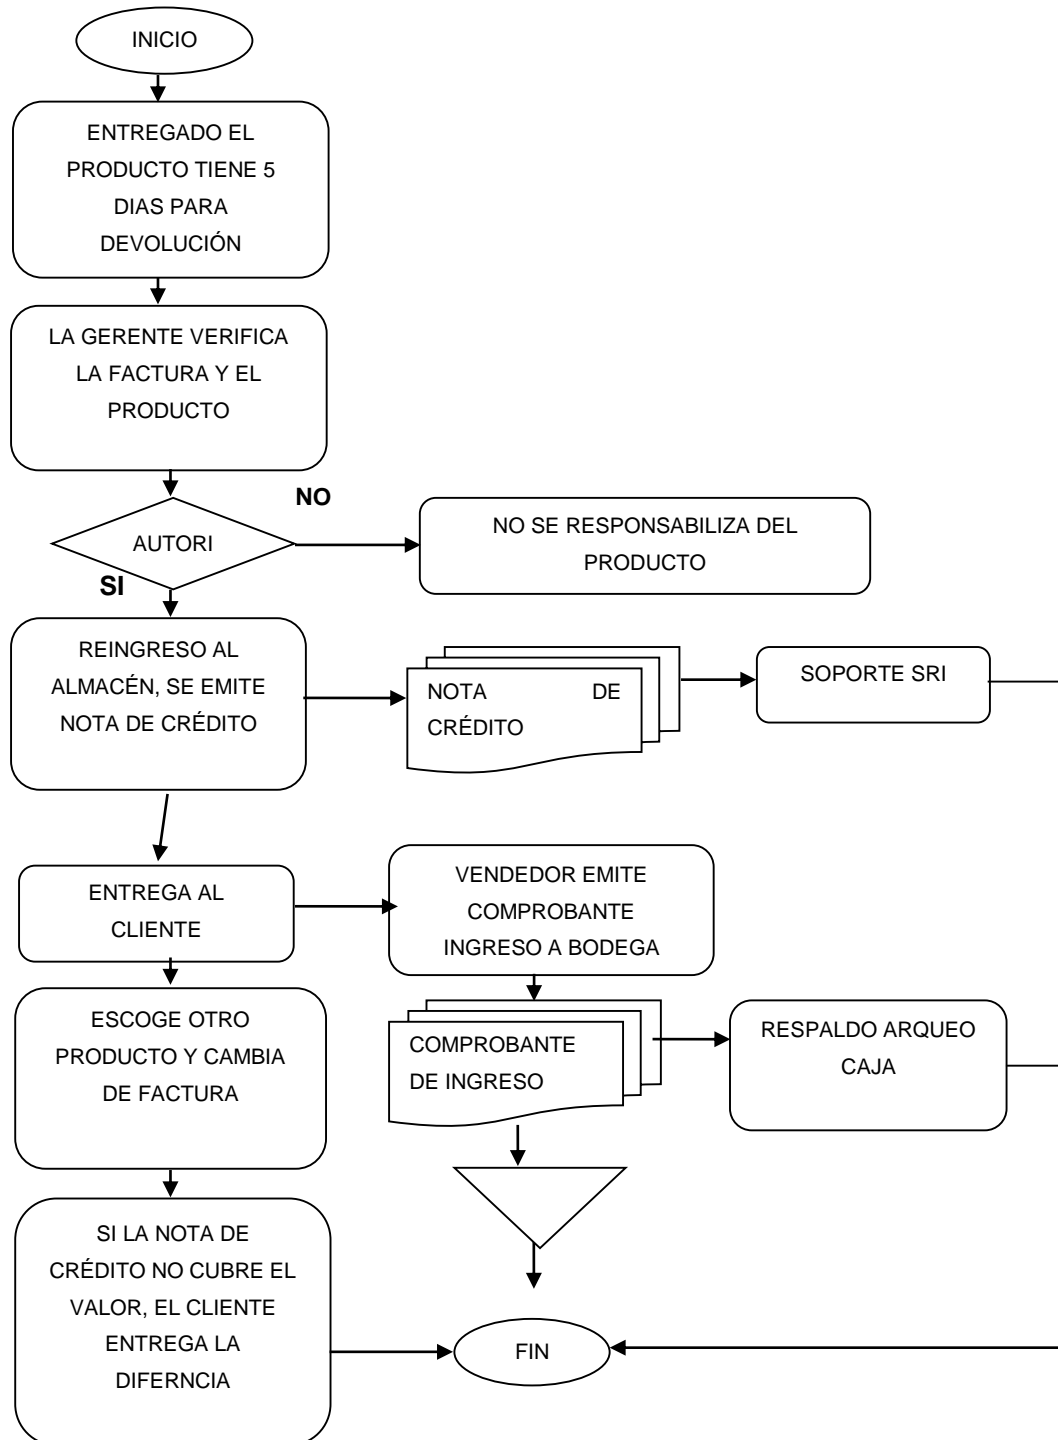 INICIO
ENTREGADO EL
PRODUCTO TIENE 5
DIAS PARA
DEVOLUCIÓN
LA GERENTE VERIFICA
LA FACTURA Y EL
PRODUCTO
NO
AUTORI
NO SE RESPONSABILIZA DEL
PRODUCTO
SI
REINGRESO AL
ALMACÉN, SE EMITE
NOTA DE CRÉDITO
NOTA DE
CRÉDITO
SOPORTE SRI
ENTREGA AL
CLIENTE
VENDEDOR EMITE
COMPROBANTE
INGRESO A BODEGA
ESCOGE OTRO
PRODUCTO Y CAMBIA
DE FACTURA
COMPROBANTE
DE INGRESO
RESPALDO ARQUEO
CAJA
SI LA NOTA DE
CRÉDITO NO CUBRE EL
VALOR, EL CLIENTE
ENTREGA LA
DIFERNCIA
FIN